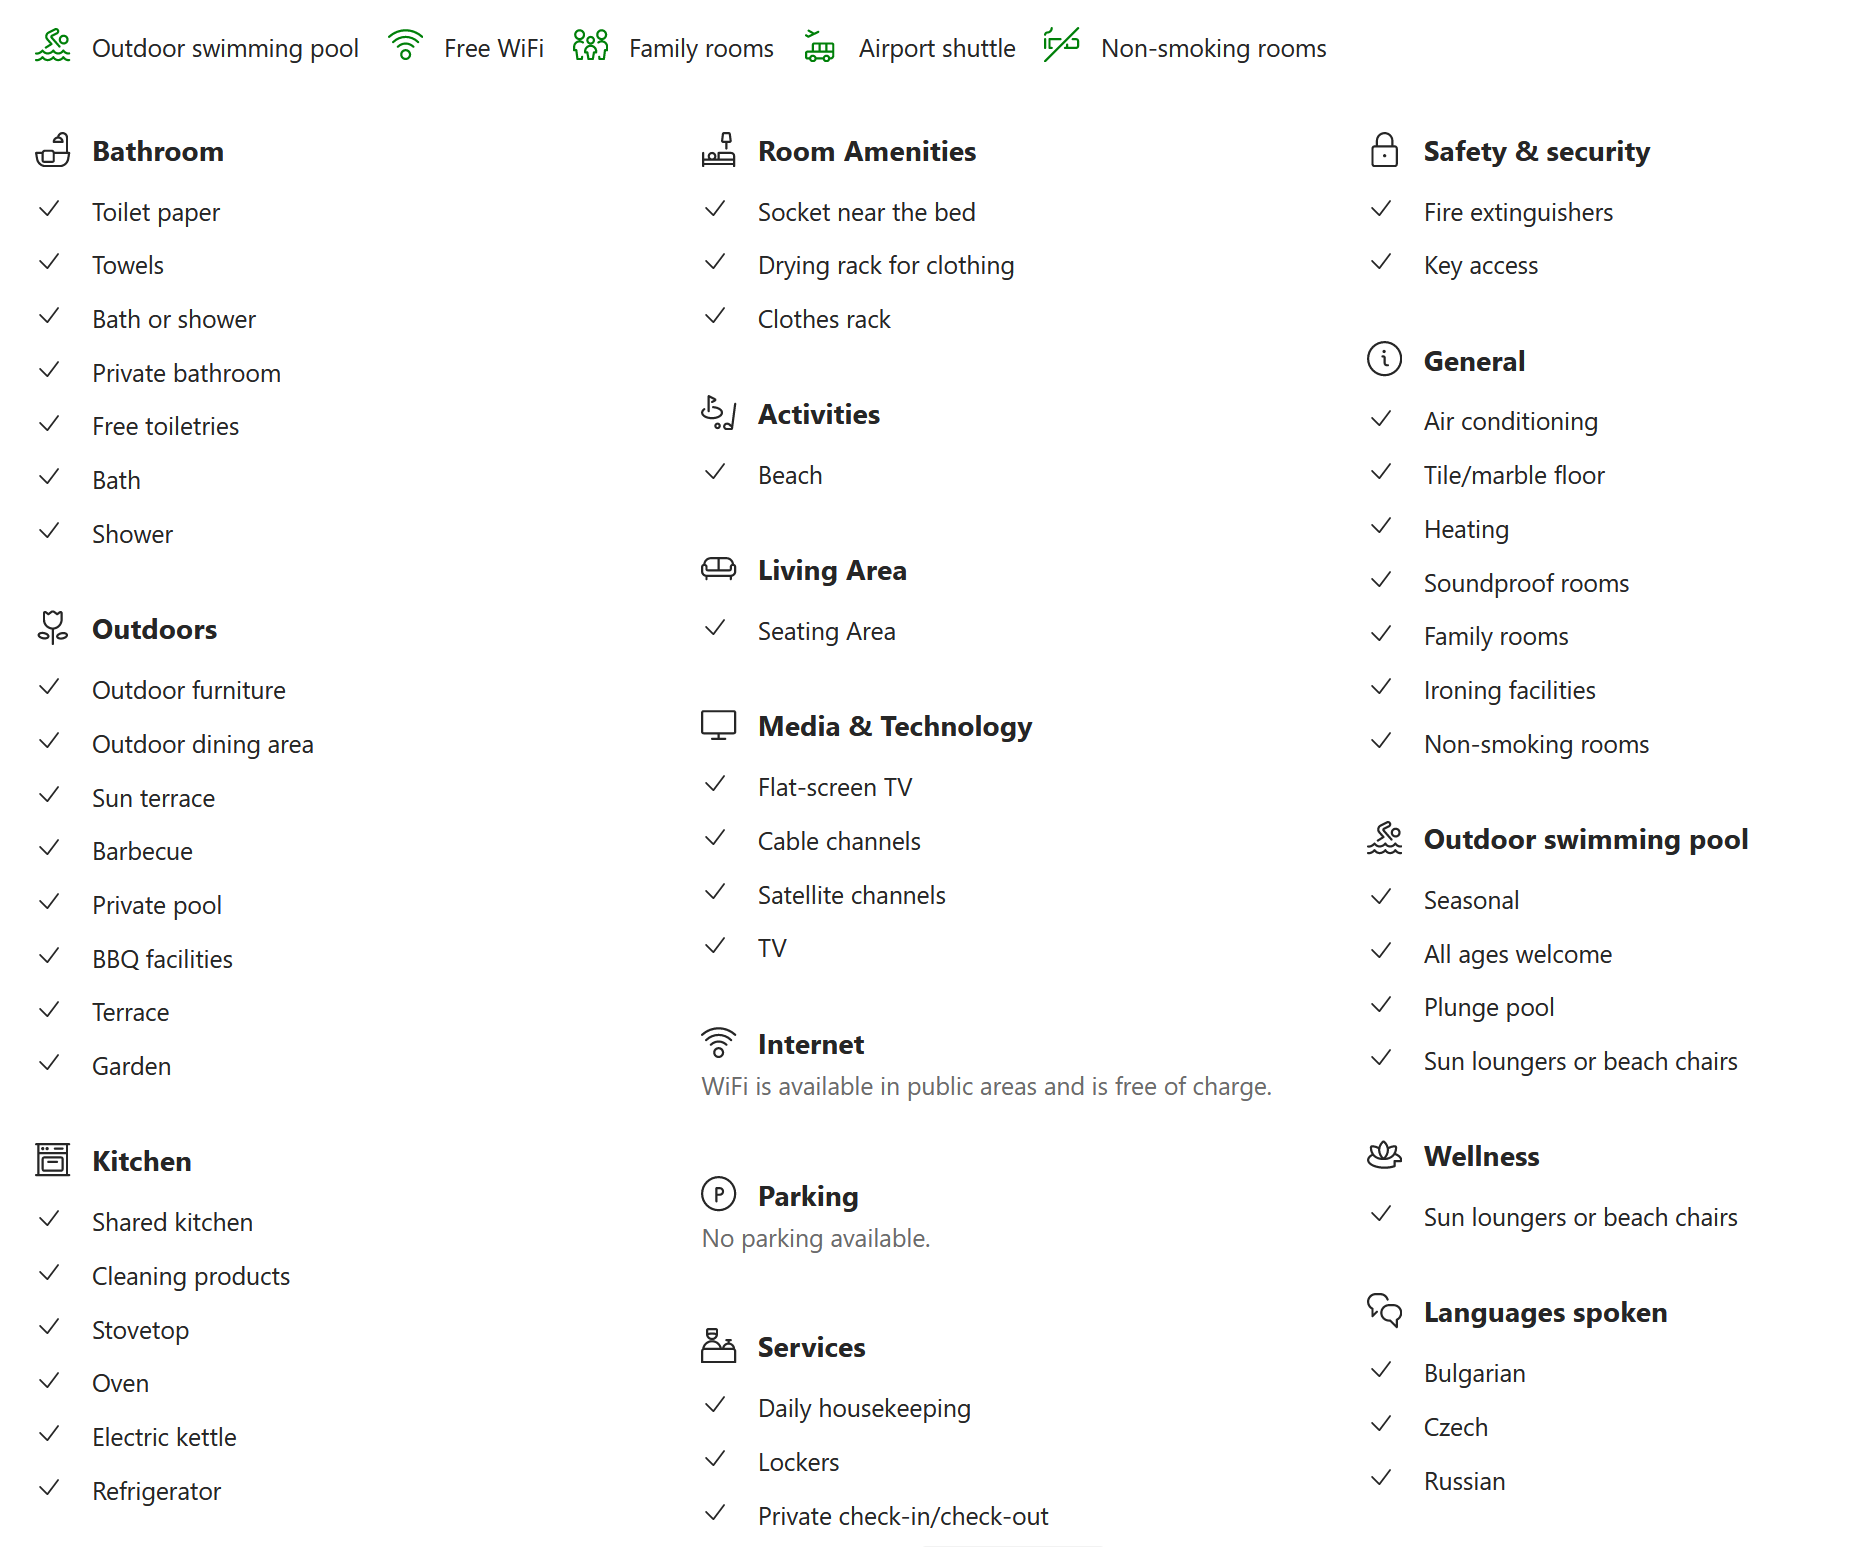 Outdoor swimming pool Free WiFi Family rooms Airport shuttle Non-smoking rooms
Bathroom
Toilet paper
Towels
Bath or shower
Private bathroom
Free toiletries
Bath
Shower
Outdoors
Outdoor furniture
Outdoor dining area
Sun terrace
Barbecue
Private pool
BBQ facilities
Terrace
Garden
Kitchen
Shared kitchen
Cleaning products
Stovetop
Oven
Electric kettle
Refrigerator
Room Amenities
Socket near the bed
Drying rack for clothing
Clothes rack
Activities
Beach
Living Area
Seating Area
Media & Technology
Flat-screen TV
Cable channels
Satellite channels
TV
Internet
WiFi is available in public areas and is free of charge.
P Parking
No parking available.
Services
Daily housekeeping
Lockers
Private check-in/check-out
Safety & security
Fire extinguishers
Key access
i General
Air conditioning
Tile/marble floor
Heating
Soundproof rooms
Family rooms
Ironing facilities
Non-smoking rooms
Outdoor swimming pool
Seasonal
All ages welcome
Plunge pool
Sun loungers or beach chairs
Wellness
Sun loungers or beach chairs
Languages spoken
Bulgarian
Czech
Russian